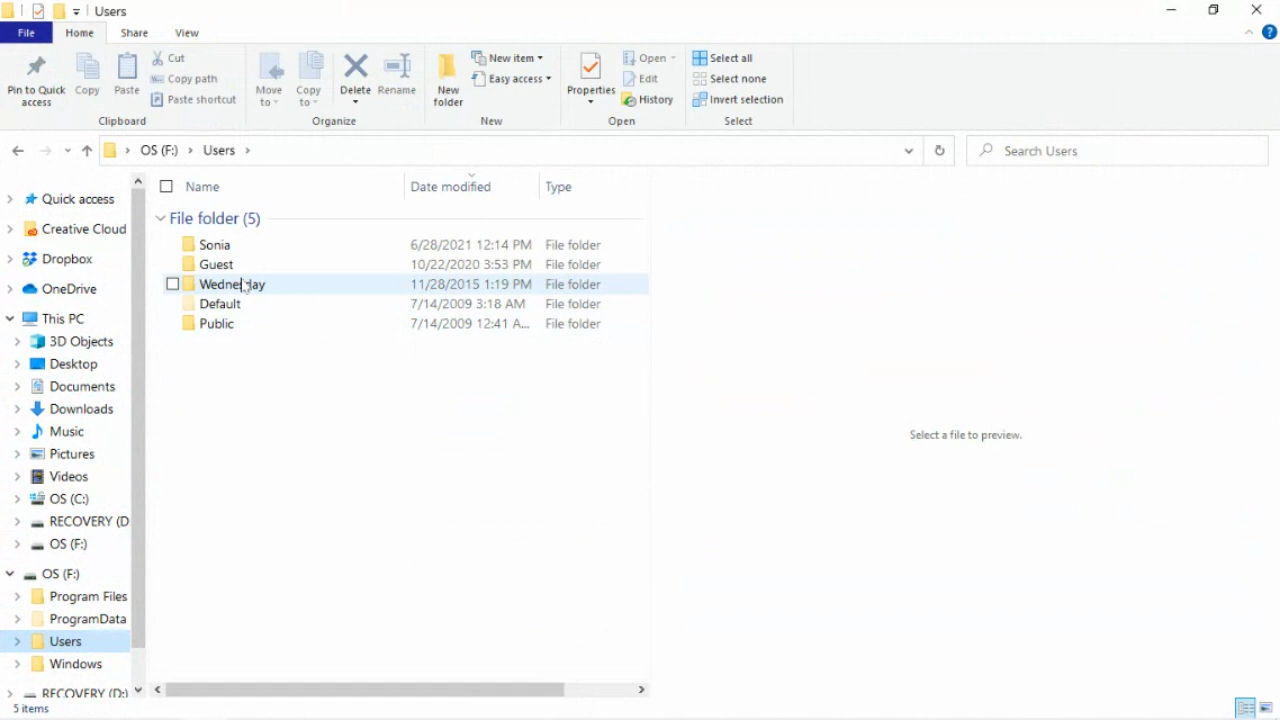 Users
File Home Share View
Pin to Quick access
Copy
Paste
Cut
Copy path
Paste shortcut
Clipboard
Move to
Copy to
Delete
Rename
Organize
New folder
New item
Easy access
New
Properties
Open
Edit
History
Open
Select all
Select none
Invert selection
Select
OS (F:) Users
Search Users
Quick access
Creative Cloud
Dropbox
OneDrive
This PC
3D Objects
Desktop
Documents
Downloads
Music
Pictures
Videos
OS (C:)
RECOVERY (D
OS (F:)
OS (F:)
Program Files
ProgramData
Users
Windows
RECOVERY (D:)
Name Date modified Type
File folder (5)
Sonia 6/28/2021 12:14 PM File folder
Guest 10/22/2020 3:53 PM File folder
Wednesday 11/28/2015 1:19 PM File folder
Default 7/14/2009 3:18 AM File folder
Public 7/14/2009 12:41 A... File folder
Select a file to preview.
5 items